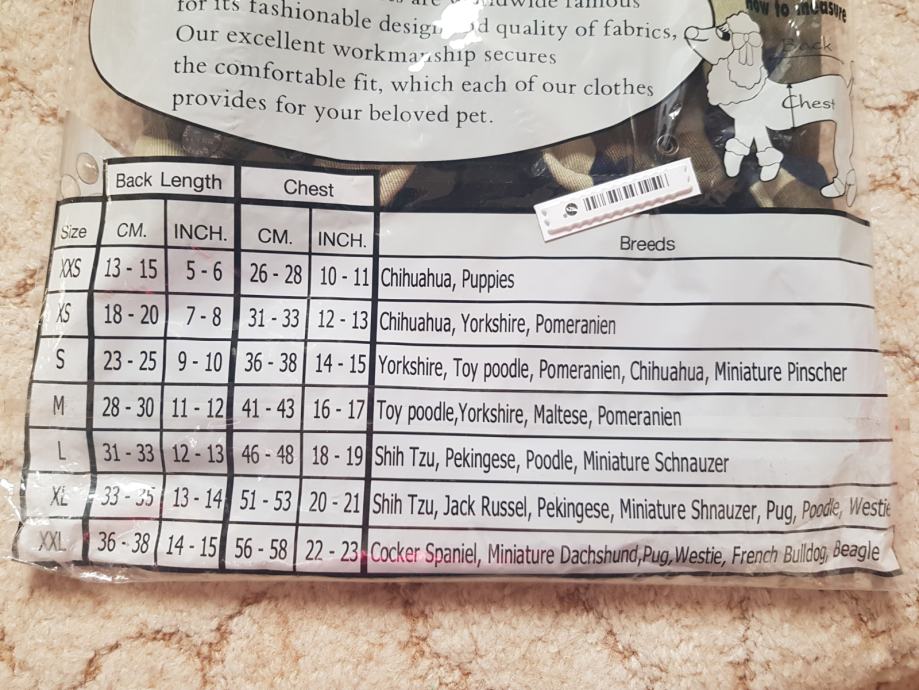 for its fashionable design and quality of fabrics,
Our excellent workmanship secures
the comfortable fit, which each of our clothes
provides for your beloved pet.
how to measure
Back
Chest
Back Length Chest
Size CM. INCH. CM. INCH. Breeds
XXS 13 - 15 5 - 6 26 - 28 10 - 11 Chihuahua, Puppies
XS 18 - 20 7 - 8 31 - 33 12 - 13 Chihuahua, Yorkshire, Pomeranien
S 23 - 25 9 - 10 36 - 38 14 - 15 Yorkshire, Toy poodle, Pomeranien, Chihuahua, Miniature Pinscher
M 28 - 30 11 - 12 41 - 43 16 - 17 Toy poodle,Yorkshire, Maltese, Pomeranien
L 31 - 33 12 - 13 46 - 48 18 - 19 Shih Tzu, Pekingese, Poodle, Miniature Schnauzer
XL 33 - 35 13 - 14 51 - 53 20 - 21 Shih Tzu, Jack Russel, Pekingese, Miniature Shnauzer, Pug, Poodle, Westie
XXL 36 - 38 14 - 15 56 - 58 22 - 23 Cocker Spaniel, Miniature Dachshund,Pug,Westie, French Bulldog, Beagle